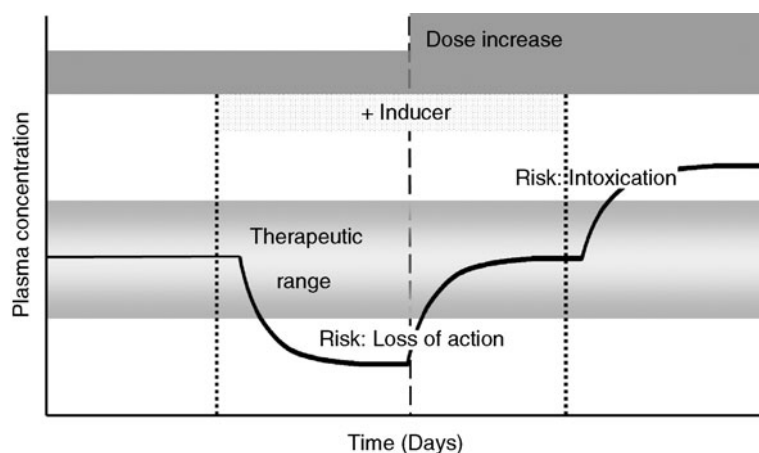 Dose increase
+ Inducer
Risk: Intoxication
Therapeutic
range
Risk: Loss of action
Plasma concentration
Time (Days)